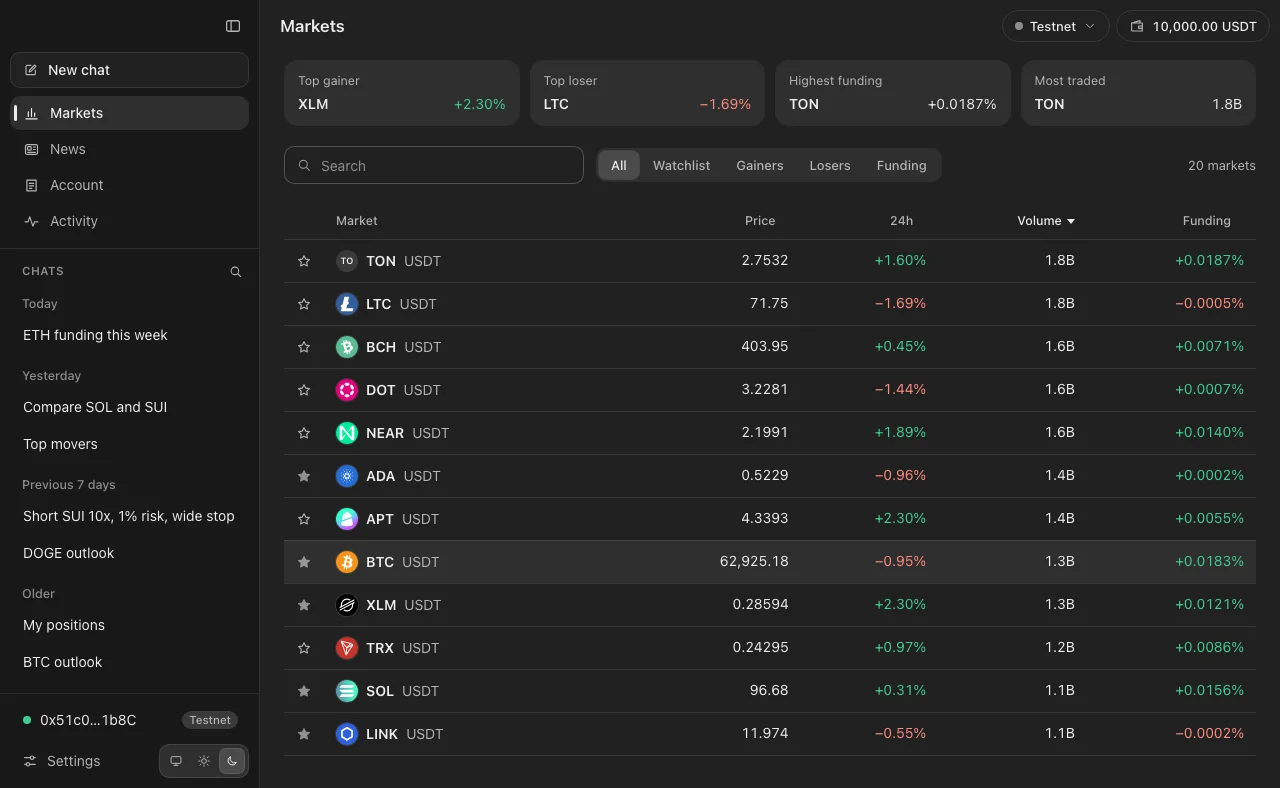 Markets
Testnet
10,000.00 USDT
New chat
Markets
News
Account
Activity
CHATS
Today
ETH funding this week
Yesterday
Compare SOL and SUI
Top movers
Previous 7 days
Short SUI 10x, 1% risk, wide stop
DOGE outlook
Older
My positions
BTC outlook
0x51c0...1b8C Testnet
Settings
Top gainer
XLM +2.30%
Top loser
LTC −1.69%
Highest funding
TON +0.0187%
Most traded
TON 1.8B
Search
All Watchlist Gainers Losers Funding
20 markets
Market Price 24h Volume Funding
TO TON USDT 2.7532 +1.60% 1.8B +0.0187%
LTC USDT 71.75 −1.69% 1.8B −0.0005%
BCH USDT 403.95 +0.45% 1.6B +0.0071%
DOT USDT 3.2281 −1.44% 1.6B +0.0007%
NEAR USDT 2.1991 +1.89% 1.6B +0.0140%
ADA USDT 0.5229 −0.96% 1.4B +0.0002%
APT USDT 4.3393 +2.30% 1.4B +0.0055%
BTC USDT 62,925.18 −0.95% 1.3B +0.0183%
XLM USDT 0.28594 +2.30% 1.3B +0.0121%
TRX USDT 0.24295 +0.97% 1.2B +0.0086%
SOL USDT 96.68 +0.31% 1.1B +0.0156%
LINK USDT 11.974 −0.55% 1.1B −0.0002%